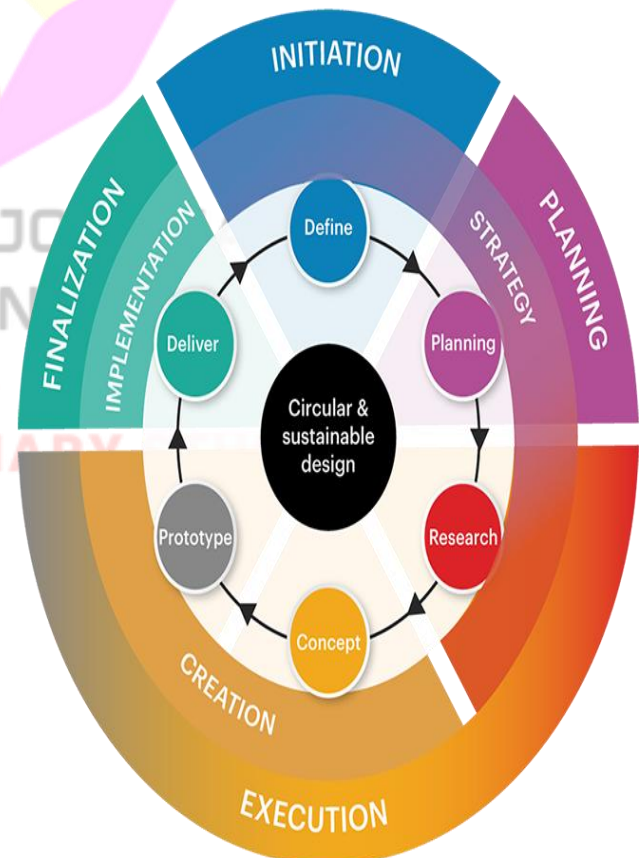 INITIATION
PLANNING
STRATEGY
FINALIZATION
IMPLEMENTATION
Define
Planning
Deliver
Circular &
sustainable
design
Research
Prototype
Concept
CREATION
EXECUTION